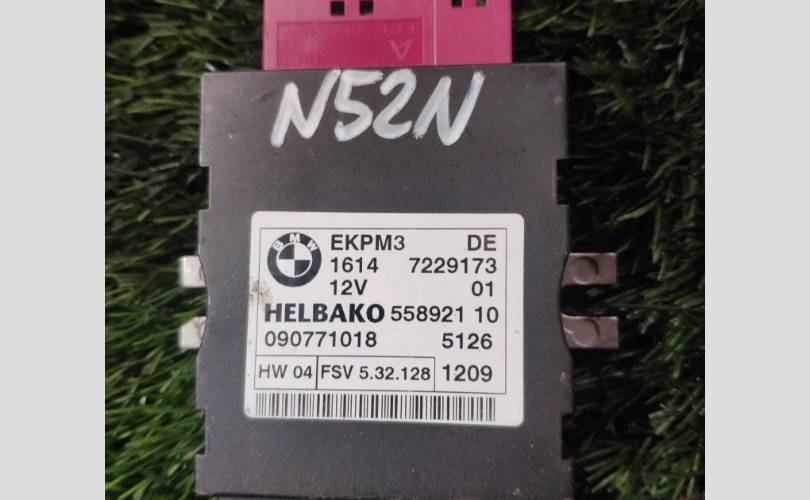 N52N
BMW
EKPM3 DE
1614 7229173
12V 01
HELBAKO 558921 10
090771018 5126
HW 04 FSV 5.32.128 1209